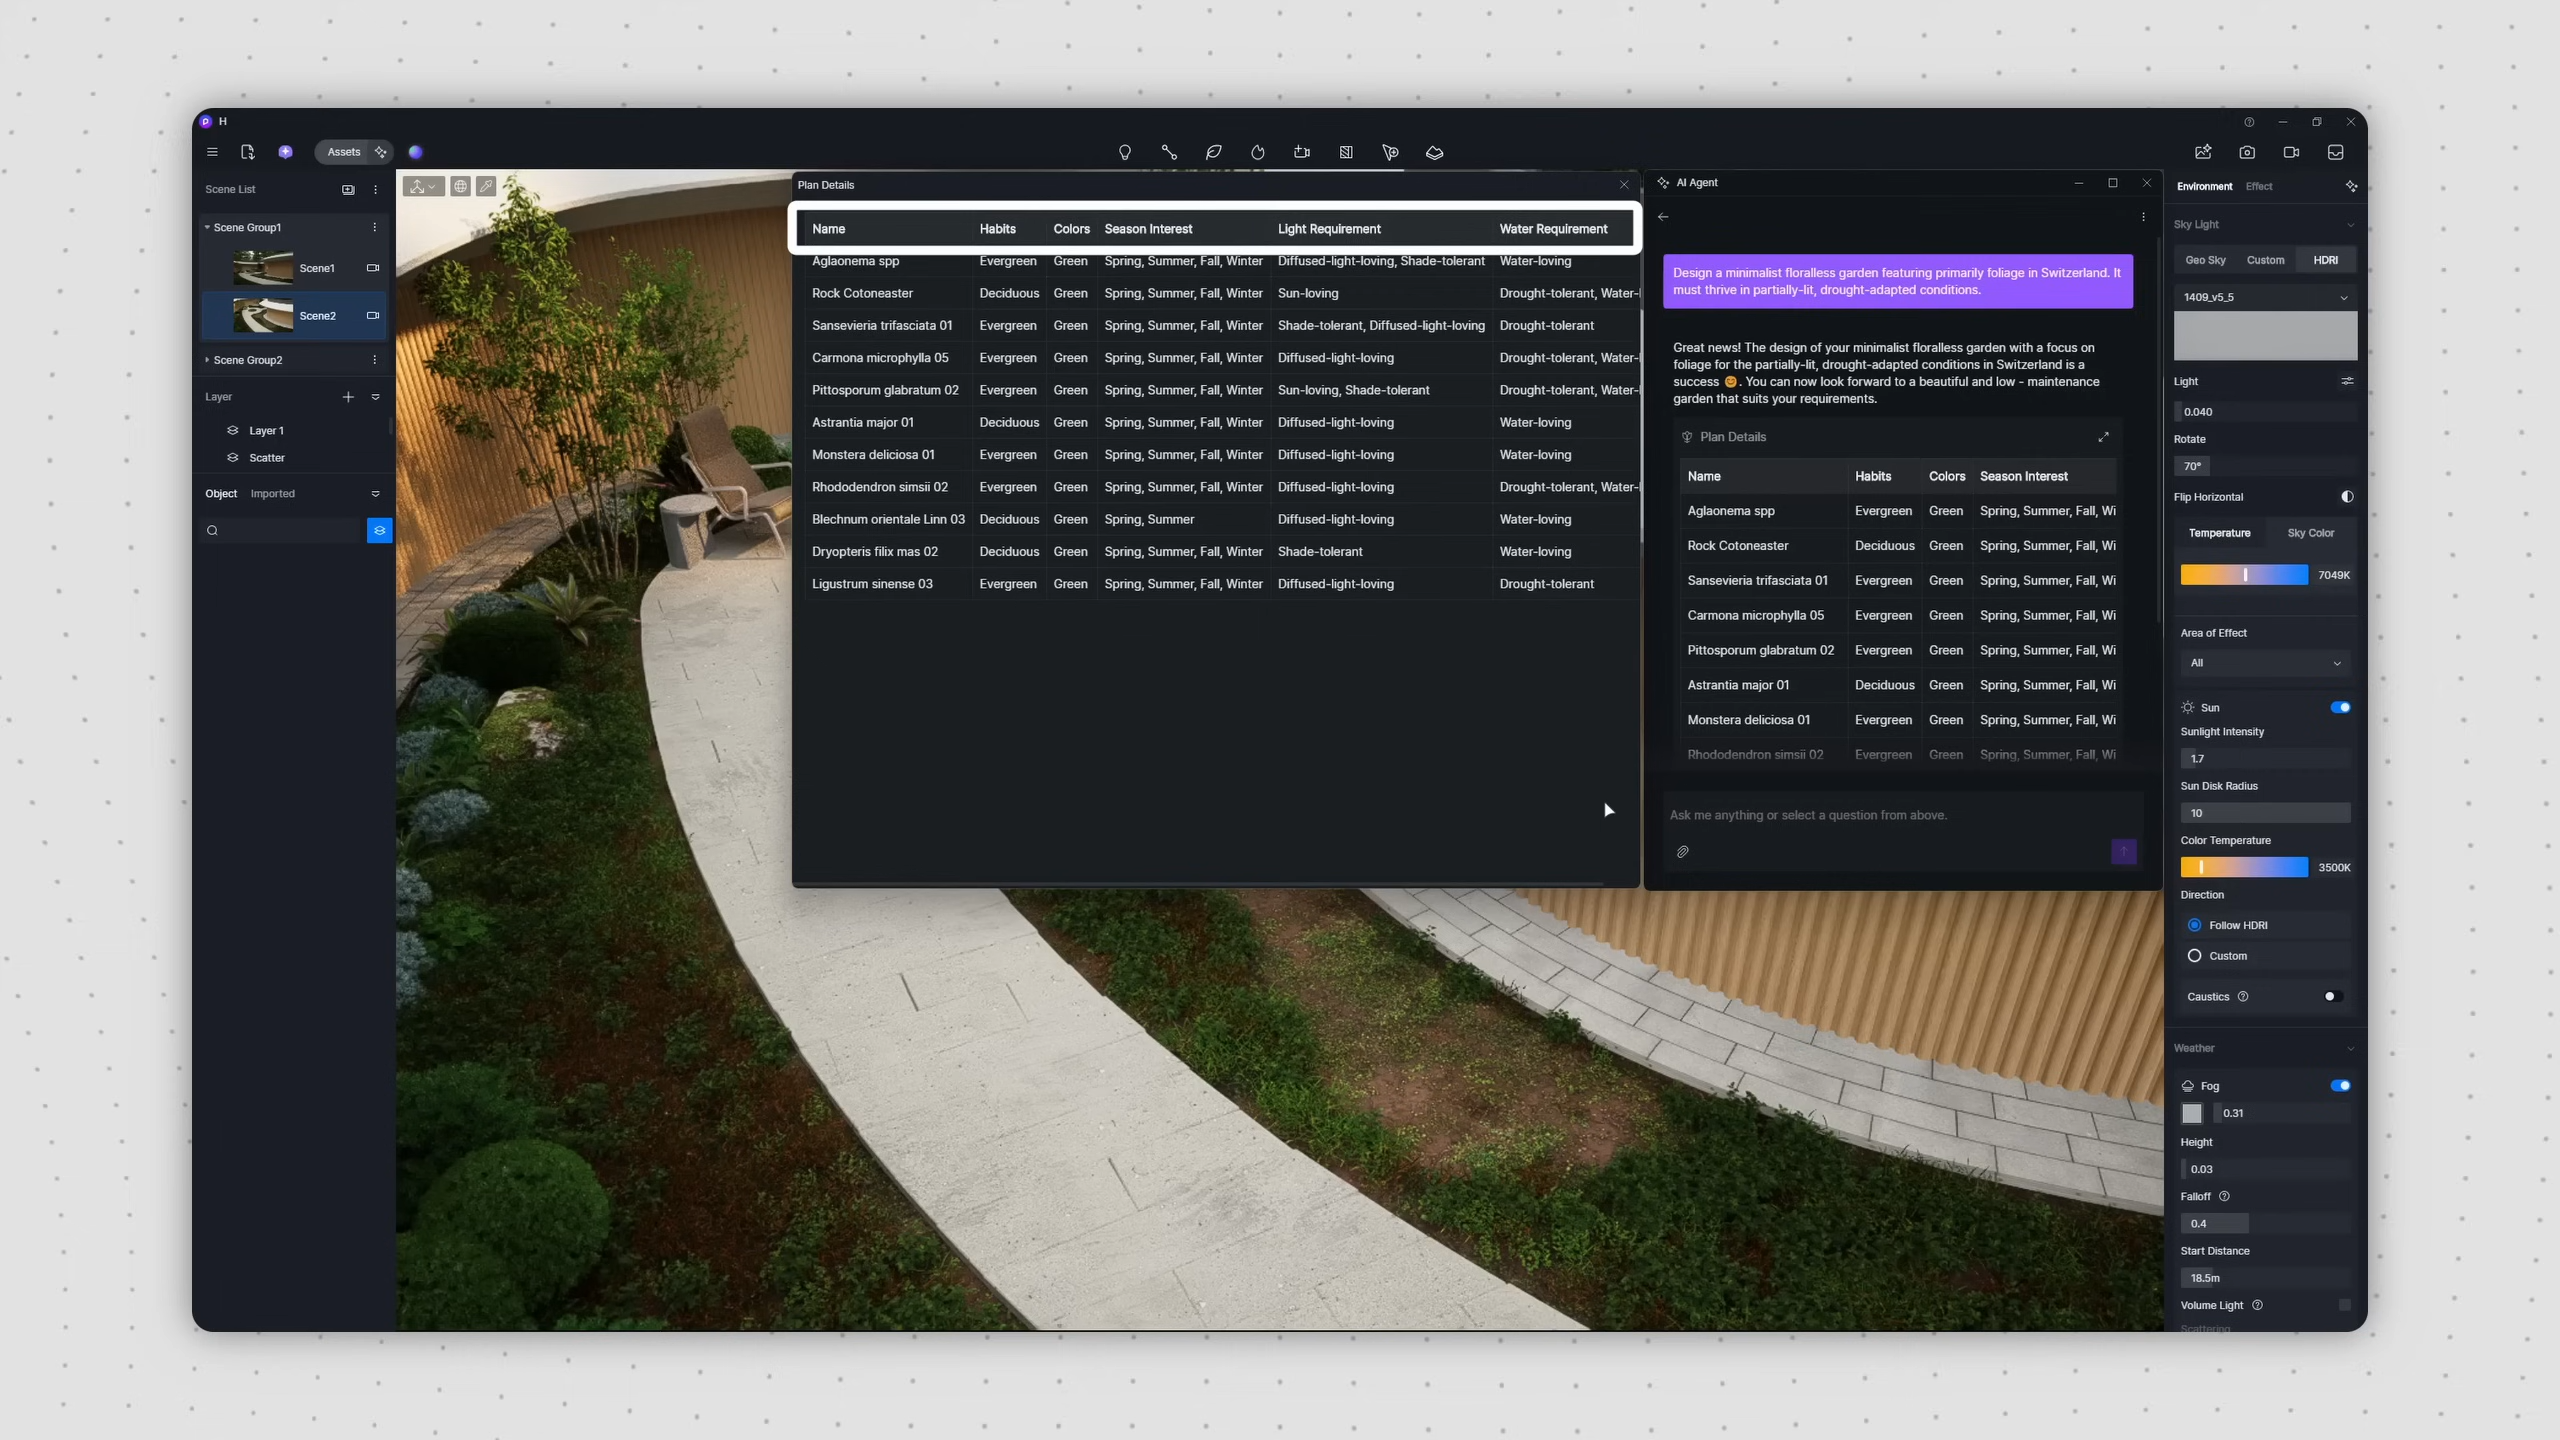 H
Assets
Scene List
Scene Group1
Scene1
Scene2
Scene Group2
Layer
Layer 1
Scatter
Object Imported
Plan Details
Name Habits Colors Season Interest Light Requirement Water Requirement
Aglaonema spp Evergreen Green Spring, Summer, Fall, Winter Diffused-light-loving, Shade-tolerant Water-loving
Rock Cotoneaster Deciduous Green Spring, Summer, Fall, Winter Sun-loving Drought-tolerant, Water-l
Sansevieria trifasciata 01 Evergreen Green Spring, Summer, Fall, Winter Shade-tolerant, Diffused-light-loving Drought-tolerant
Carmona microphylla 05 Evergreen Green Spring, Summer, Fall, Winter Diffused-light-loving Drought-tolerant, Water-l
Pittosporum glabratum 02 Evergreen Green Spring, Summer, Fall, Winter Sun-loving, Shade-tolerant Drought-tolerant, Water-l
Astrantia major 01 Deciduous Green Spring, Summer, Fall, Winter Diffused-light-loving Water-loving
Monstera deliciosa 01 Evergreen Green Spring, Summer, Fall, Winter Diffused-light-loving Water-loving
Rhododendron simsii 02 Evergreen Green Spring, Summer, Fall, Winter Diffused-light-loving Drought-tolerant, Water-l
Blechnum orientale Linn 03 Deciduous Green Spring, Summer Diffused-light-loving Water-loving
Dryopteris filix mas 02 Deciduous Green Spring, Summer, Fall, Winter Shade-tolerant Water-loving
Ligustrum sinense 03 Evergreen Green Spring, Summer, Fall, Winter Diffused-light-loving Drought-tolerant
AI Agent
Design a minimalist floralless garden featuring primarily foliage in Switzerland. It
must thrive in partially-lit, drought-adapted conditions.
Great news! The design of your minimalist floralless garden with a focus on
foliage for the partially-lit, drought-adapted conditions in Switzerland is a
success 😊. You can now look forward to a beautiful and low - maintenance
garden that suits your requirements.
Plan Details
Name Habits Colors Season Interest
Aglaonema spp Evergreen Green Spring, Summer, Fall, Wi
Rock Cotoneaster Deciduous Green Spring, Summer, Fall, Wi
Sansevieria trifasciata 01 Evergreen Green Spring, Summer, Fall, Wi
Carmona microphylla 05 Evergreen Green Spring, Summer, Fall, Wi
Pittosporum glabratum 02 Evergreen Green Spring, Summer, Fall, Wi
Astrantia major 01 Deciduous Green Spring, Summer, Fall, Wi
Monstera deliciosa 01 Evergreen Green Spring, Summer, Fall, Wi
Rhododendron simsii 02 Evergreen Green Spring, Summer, Fall, Wi
Ask me anything or select a question from above.
Environment Effect
Sky Light
Geo Sky Custom HDRI
1409_v5_5
Light
0.040
Rotate
70°
Flip Horizontal
Temperature Sky Color
7049K
Area of Effect
All
Sun
Sunlight Intensity
1.7
Sun Disk Radius
10
Color Temperature
3500K
Direction
Follow HDRI
Custom
Caustics
Weather
Fog
0.31
Height
0.03
Falloff
0.4
Start Distance
18.5m
Volume Light
Scattering